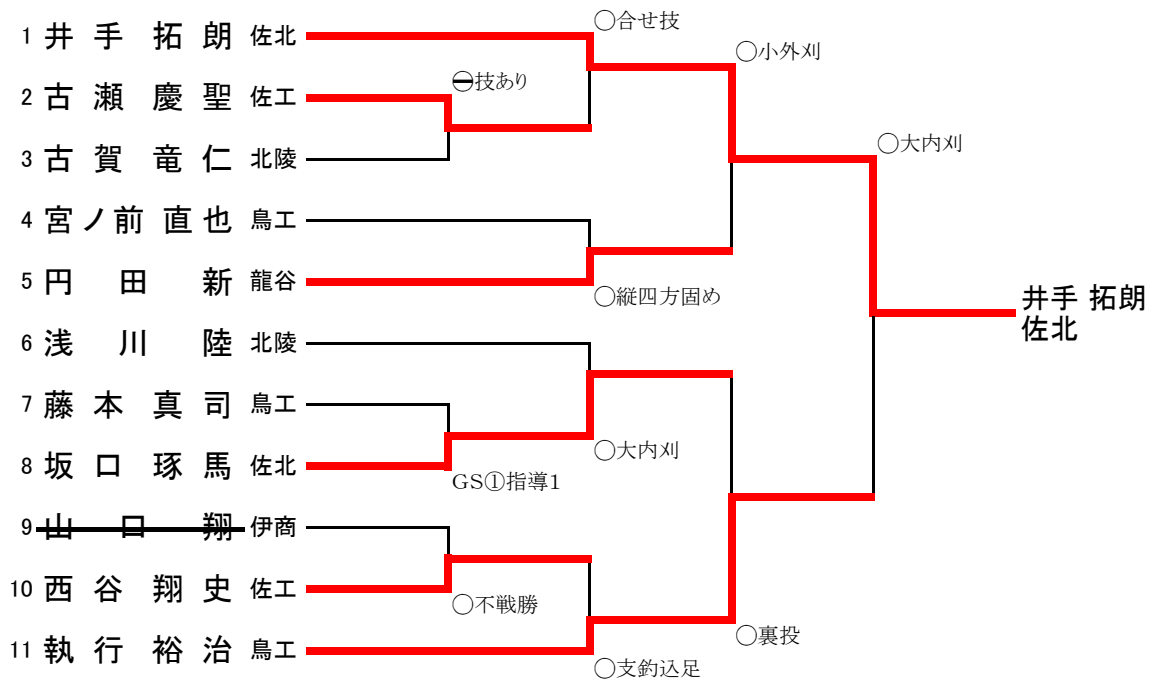 1 井手 拓朗 佐北
2 古瀬 慶聖 佐工
3 古賀 竜仁 北陵
4 宮ノ前 直也 鳥工
5 円田 新 龍谷
6 浅川 陸 北陵
7 藤本 真司 鳥工
8 坂口 琢馬 佐北
9 山口 翔 伊商
10 西谷 翔史 佐工
11 執行 裕治 鳥工
㊀技あり
GS①指導1
○不戦勝
○合せ技
○縦四方固め
○大内刈
○支釣込足
○小外刈
○裏投
○大内刈
井手 拓朗
佐北